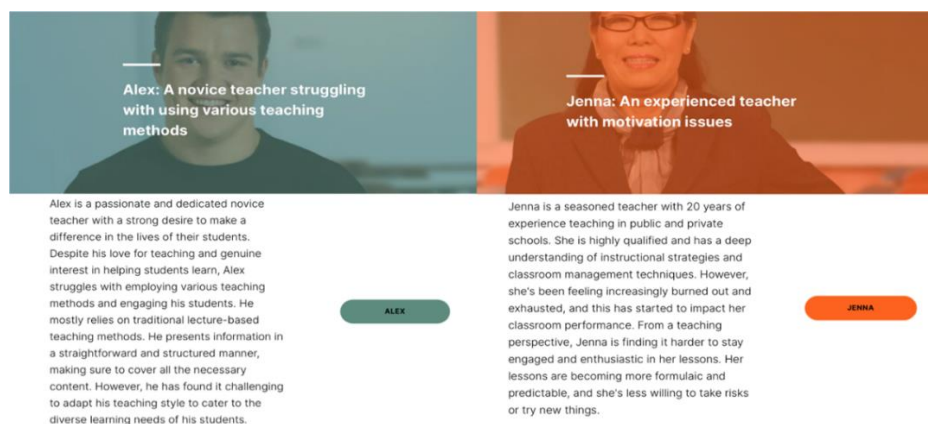 Alex: A novice teacher struggling
with using various teaching
methods
Alex is a passionate and dedicated novice
teacher with a strong desire to make a
difference in the lives of their students.
Despite his love for teaching and genuine
interest in helping students learn, Alex
struggles with employing various teaching
methods and engaging his students. He
mostly relies on traditional lecture-based
teaching methods. He presents information in
a straightforward and structured manner,
making sure to cover all the necessary
content. However, he has found it challenging
to adapt his teaching style to cater to the
diverse learning needs of his students.
ALEX
Jenna: An experienced teacher
with motivation issues
Jenna is a seasoned teacher with 20 years of
experience teaching in public and private
schools. She is highly qualified and has a deep
understanding of instructional strategies and
classroom management techniques. However,
she's been feeling increasingly burned out and
exhausted, and this has started to impact her
classroom performance. From a teaching
perspective, Jenna is finding it harder to stay
engaged and enthusiastic in her lessons. Her
lessons are becoming more formulaic and
predictable, and she's less willing to take risks
or try new things.
JENNA